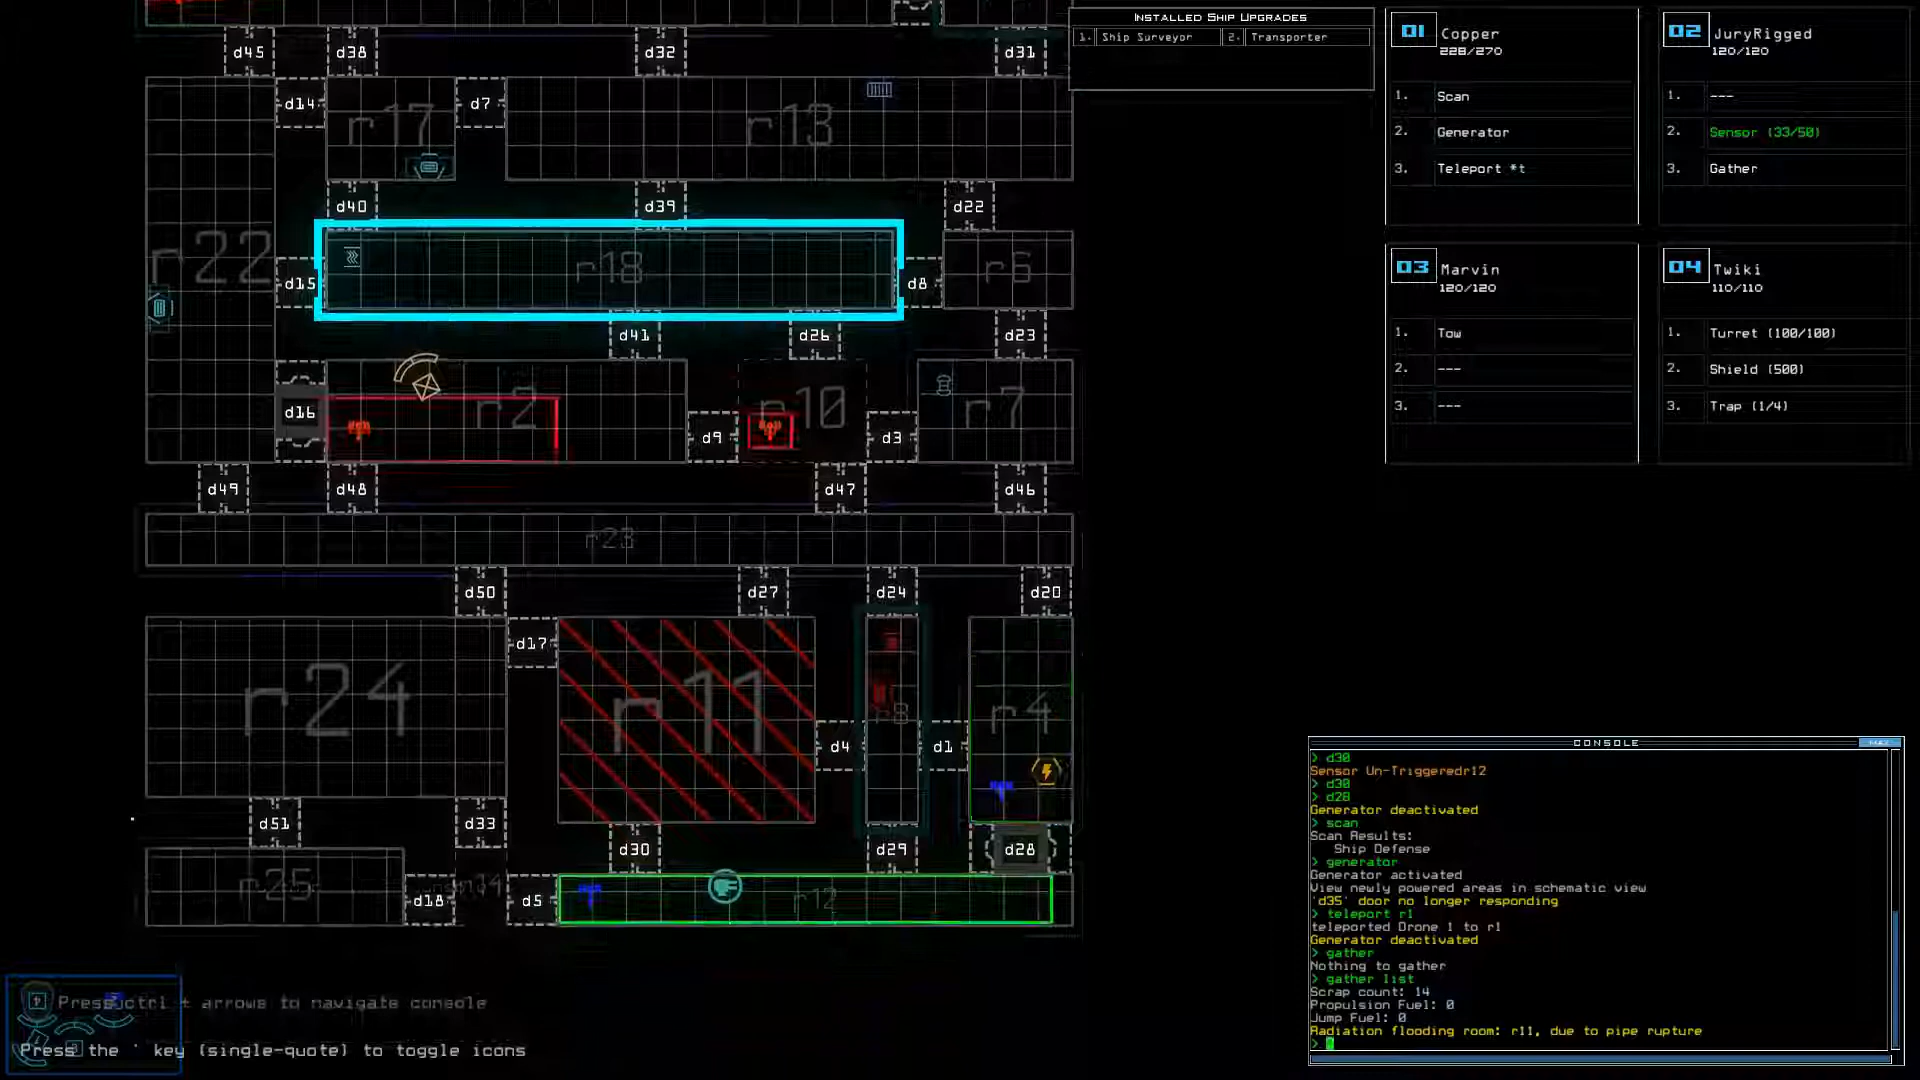 INSTALLED SHIP UPGRADES
1. Ship Surveyor 2. Transporter
01 Copper
228/270
1. Scan
2. Generator
3. Teleport *t
02 JuryRigged
120/120
1. ---
2. Sensor (33/50)
3. Gather
03 Marvin
120/120
1. Tow
2. ---
3. ---
04 Twiki
110/110
1. Turret (100/100)
2. Shield (500)
3. Trap (1/4)
d45 d38 d32 d31
d14 r17 d7 r13
d40 d39 d22
r22 d15 r18 d8 r6
d41 d26 d23
d16 r2 d9 r10 d3 r7
d49 d48 d47 d46
r23
d50 d27 d24 d20
d17
r24 r11 r8 r4
d4 d1
d51 d33 d30 d29 d28
r25 d18 d5 r12
CONSOLE
> d30
Sensor Un-Triggeredr12
> d30
> d28
Generator deactivated
> scan
Scan Results:
Ship Defense
> generator
Generator activated
View newly powered areas in schematic view
'd35' door no longer responding
> teleport r1
teleported Drone 1 to r1
Generator deactivated
> gather
Nothing to gather
> gather list
Scrap count: 14
Propulsion Fuel: 0
Jump Fuel: 0
Radiation flooding room: r11, due to pipe rupture
>
Press ctrl + arrows to navigate console
Press the ' key (single-quote) to toggle icons